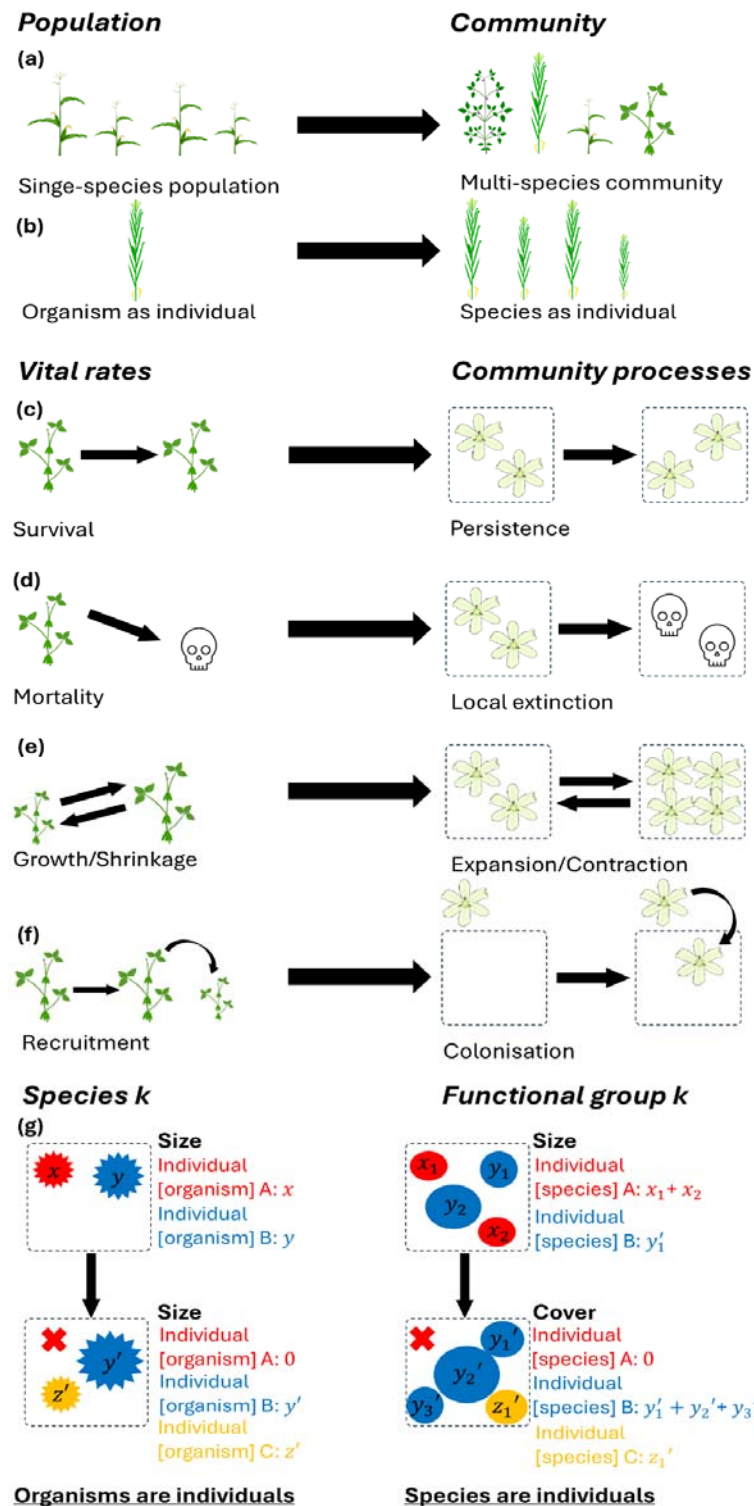 Population Community
(a)
Singe-species population Multi-species community
(b)
Organism as individual Species as individual
Vital rates Community processes
(c)
Survival Persistence
(d)
Mortality Local extinction
(e)
Growth/Shrinkage Expansion/Contraction
(f)
Recruitment Colonisation
Species k Functional group k
(g)
x
y
Size
Individual
[organism] A: x
Individual
[organism] B: y
x₁
y₁
y₂
x₂
Size
Individual
[species] A: x₁+ x₂
Individual
[species] B: y₁′
y′
z′
Size
Individual
[organism] A: 0
Individual
[organism] B: y′
Individual
[organism] C: z′
y₁′
y₂′
y₃′
z₁′
Cover
Individual
[species] A: 0
Individual
[species] B: y₁′ + y₂′+ y₃′
Individual
[species] C: z₁′
Organisms are individuals Species are individuals